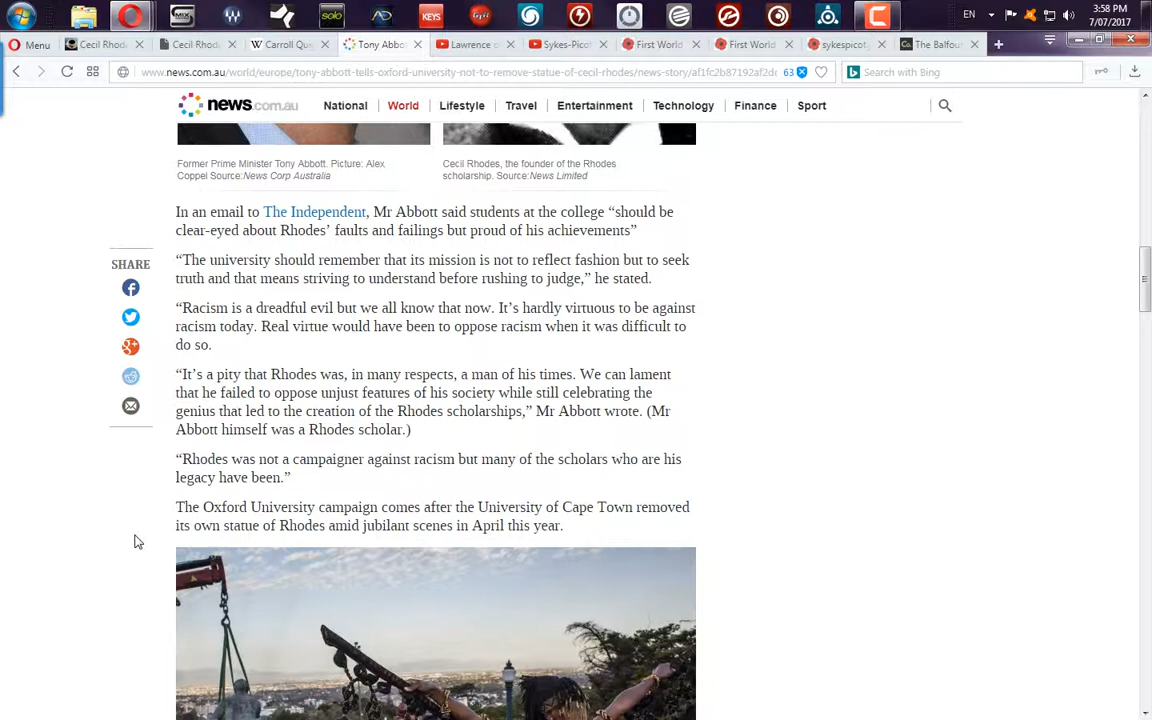 SMIX
solo
KEYS
EN
3:58 PM
7/07/2017
Menu
Cecil Rhod
Cecil Rhod
Carroll Qu
Tony Abbo
Lawrence
Sykes-Picot
First World
First World
sykespicot
The Balfou
www.news.com.au/world/europe/tony-abbott-tells-oxford-university-not-to-remove-statue-of-cecil-rhodes/news-story/af1fc2b87192af2d
63
Search with Bing
news.com.au
National
World
Lifestyle
Travel
Entertainment
Technology
Finance
Sport
Former Prime Minister Tony Abbott. Picture: Alex
Coppel Source:News Corp Australia
Cecil Rhodes, the founder of the Rhodes
scholarship. Source:News Limited
In an email to The Independent, Mr Abbott said students at the college “should be
clear-eyed about Rhodes’ faults and failings but proud of his achievements”
“The university should remember that its mission is not to reflect fashion but to seek
truth and that means striving to understand before rushing to judge,” he stated.
SHARE
“Racism is a dreadful evil but we all know that now. It’s hardly virtuous to be against
racism today. Real virtue would have been to oppose racism when it was difficult to
do so.
“It’s a pity that Rhodes was, in many respects, a man of his times. We can lament
that he failed to oppose unjust features of his society while still celebrating the
genius that led to the creation of the Rhodes scholarships,” Mr Abbott wrote. (Mr
Abbott himself was a Rhodes scholar.)
“Rhodes was not a campaigner against racism but many of the scholars who are his
legacy have been.”
The Oxford University campaign comes after the University of Cape Town removed
its own statue of Rhodes amid jubilant scenes in April this year.